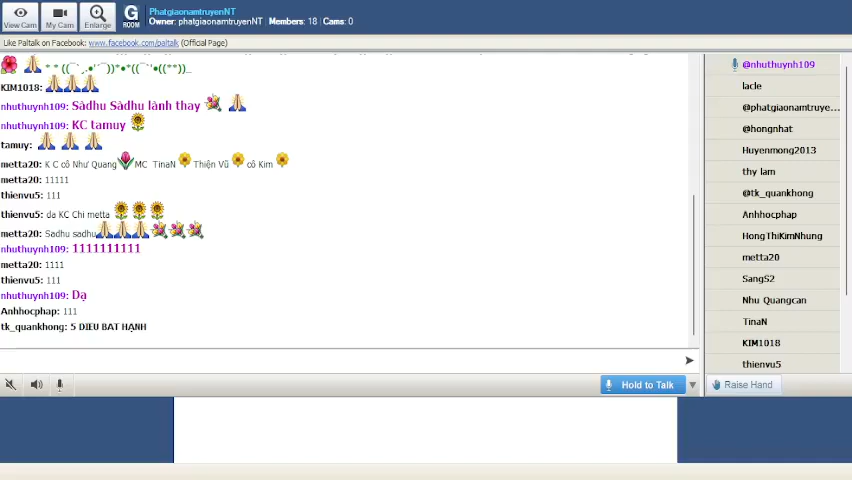 PhatgiaonamtruyenNT
Owner: phatgiaonamtruyenNT Members: 18 | Cams: 0
View Cam
My Cam
Enlarge
G
ROOM
Like Paltalk on Facebook: www.facebook.com/paltalk (Official Page)
KIM1018:
nhuthuynh109: Sàdhu Sàdhu lành thay
nhuthuynh109: KC tamuy
tamuy:
metta20: K C cô Như Quang MC TinaN Thiện Vũ cô Kim
metta20: 11111
thienvu5: 111
thienvu5: da KC Chi metta
metta20: Sadhu sadhu
nhuthuynh109: 1111111111
metta20: 1111
thienvu5: 111
nhuthuynh109: Dạ
Anhhocphap: 111
tk_quankhong: 5 DIEU BAT HẠNH
@nhuthuynh109
lacle
@phatgiaonamtruye...
@hongnhat
Huyenmong2013
thy lam
@tk_quankhong
Anhhocphap
HongThiKimNhung
metta20
SangS2
Nhu Quangcan
TinaN
KIM1018
thienvu5
Hold to Talk
Raise Hand